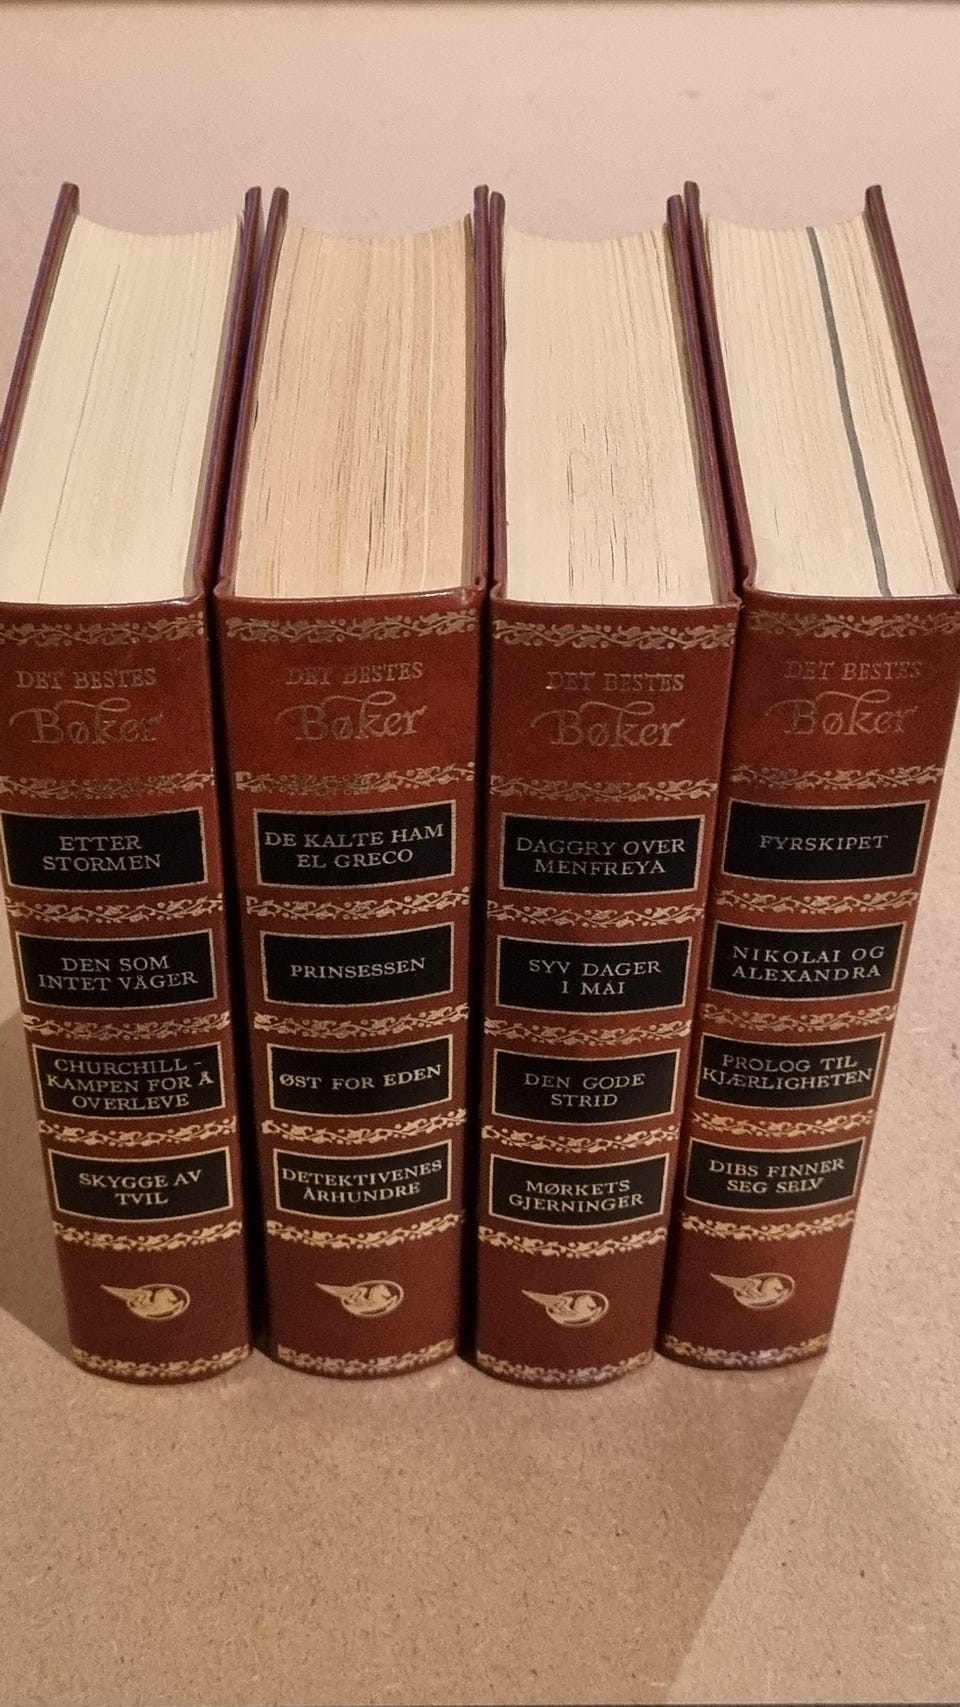 DET BESTES
Bøker
ETTER
STORMEN
DEN SOM
INTET VÅGER
CHURCHILL -
KAMPEN FOR Å
OVERLEVE
SKYGGE AV
TVIL
DET BESTES
Bøker
DE KALTE HAM
EL GRECO
PRINSESSEN
ØST FOR EDEN
DETEKTIVENES
ÅRHUNDRE
DET BESTES
Bøker
DAGGRY OVER
MENFREYA
SYV DAGER
I MAI
DEN GODE
STRID
MØRKETS
GJERNINGER
DET BESTES
Bøker
FYRSKIPET
NIKOLAI OG
ALEXANDRA
PROLOG TIL
KJÆRLIGHETEN
DIBS FINNER
SEG SELV